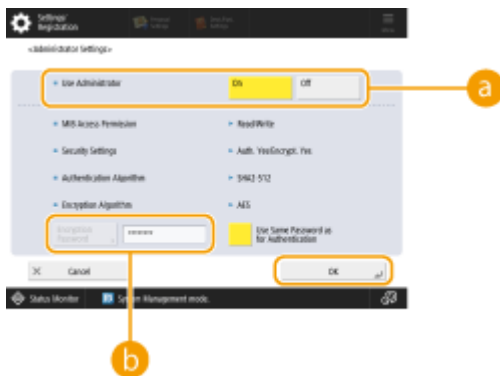 Settings/
Registration
<Administrator Settings>
Use Administrator
On
Off
a
MIB Access Permission
Read/Write
Security Settings
Auth. Yes/Encrypt. Yes
Authentication Algorithm
SHA2-512
Encryption Algorithm
AES
Encryption
Password
*******
Use Same Password as
for Authentication
Cancel
OK
Status Monitor
System Management mode.
b